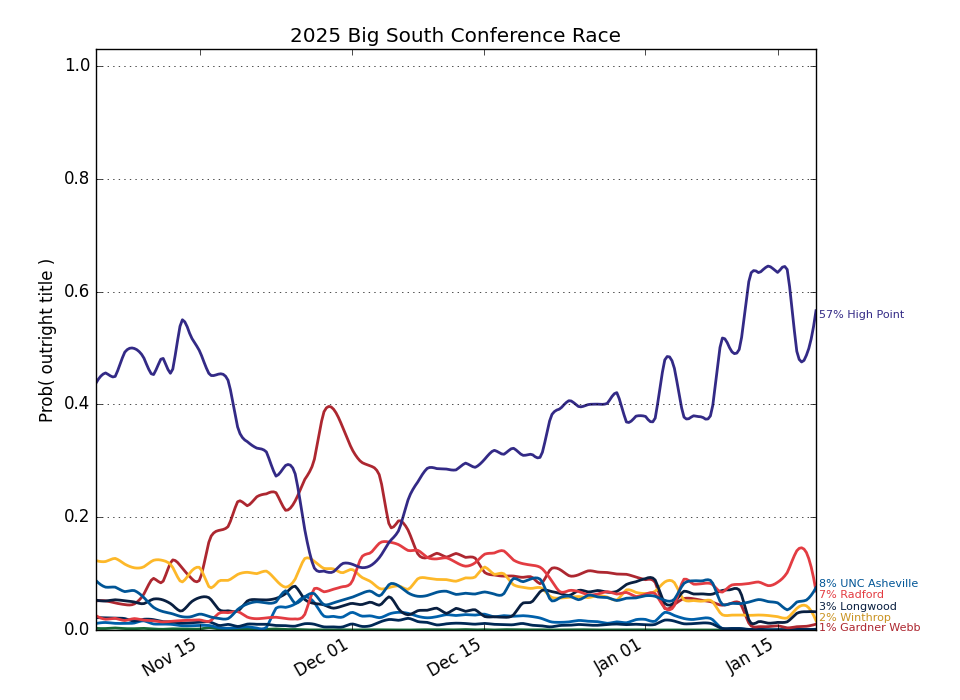 2025 Big South Conference Race
Prob( outright title )
1.0
0.8
0.6
0.4
0.2
0.0
57% High Point
8% UNC Asheville
7% Radford
3% Longwood
2% Winthrop
1% Gardner Webb
Nov 15
Dec 01
Dec 15
Jan 01
Jan 15